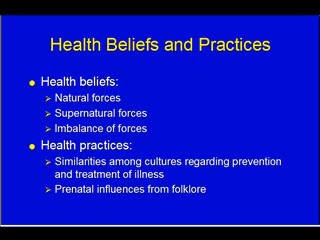 Health Beliefs and Practices
Health beliefs:
Natural forces
Supernatural forces
Imbalance of forces
Health practices:
Similarities among cultures regarding prevention
and treatment of illness
Prenatal influences from folklore